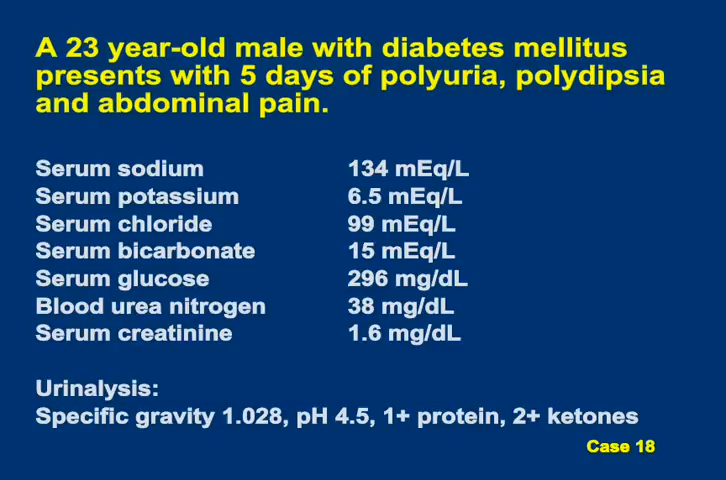 A 23 year-old male with diabetes mellitus
presents with 5 days of polyuria, polydipsia
and abdominal pain.
Serum sodium 134 mEq/L
Serum potassium 6.5 mEq/L
Serum chloride 99 mEq/L
Serum bicarbonate 15 mEq/L
Serum glucose 296 mg/dL
Blood urea nitrogen 38 mg/dL
Serum creatinine 1.6 mg/dL
Urinalysis:
Specific gravity 1.028, pH 4.5, 1+ protein, 2+ ketones
Case 18